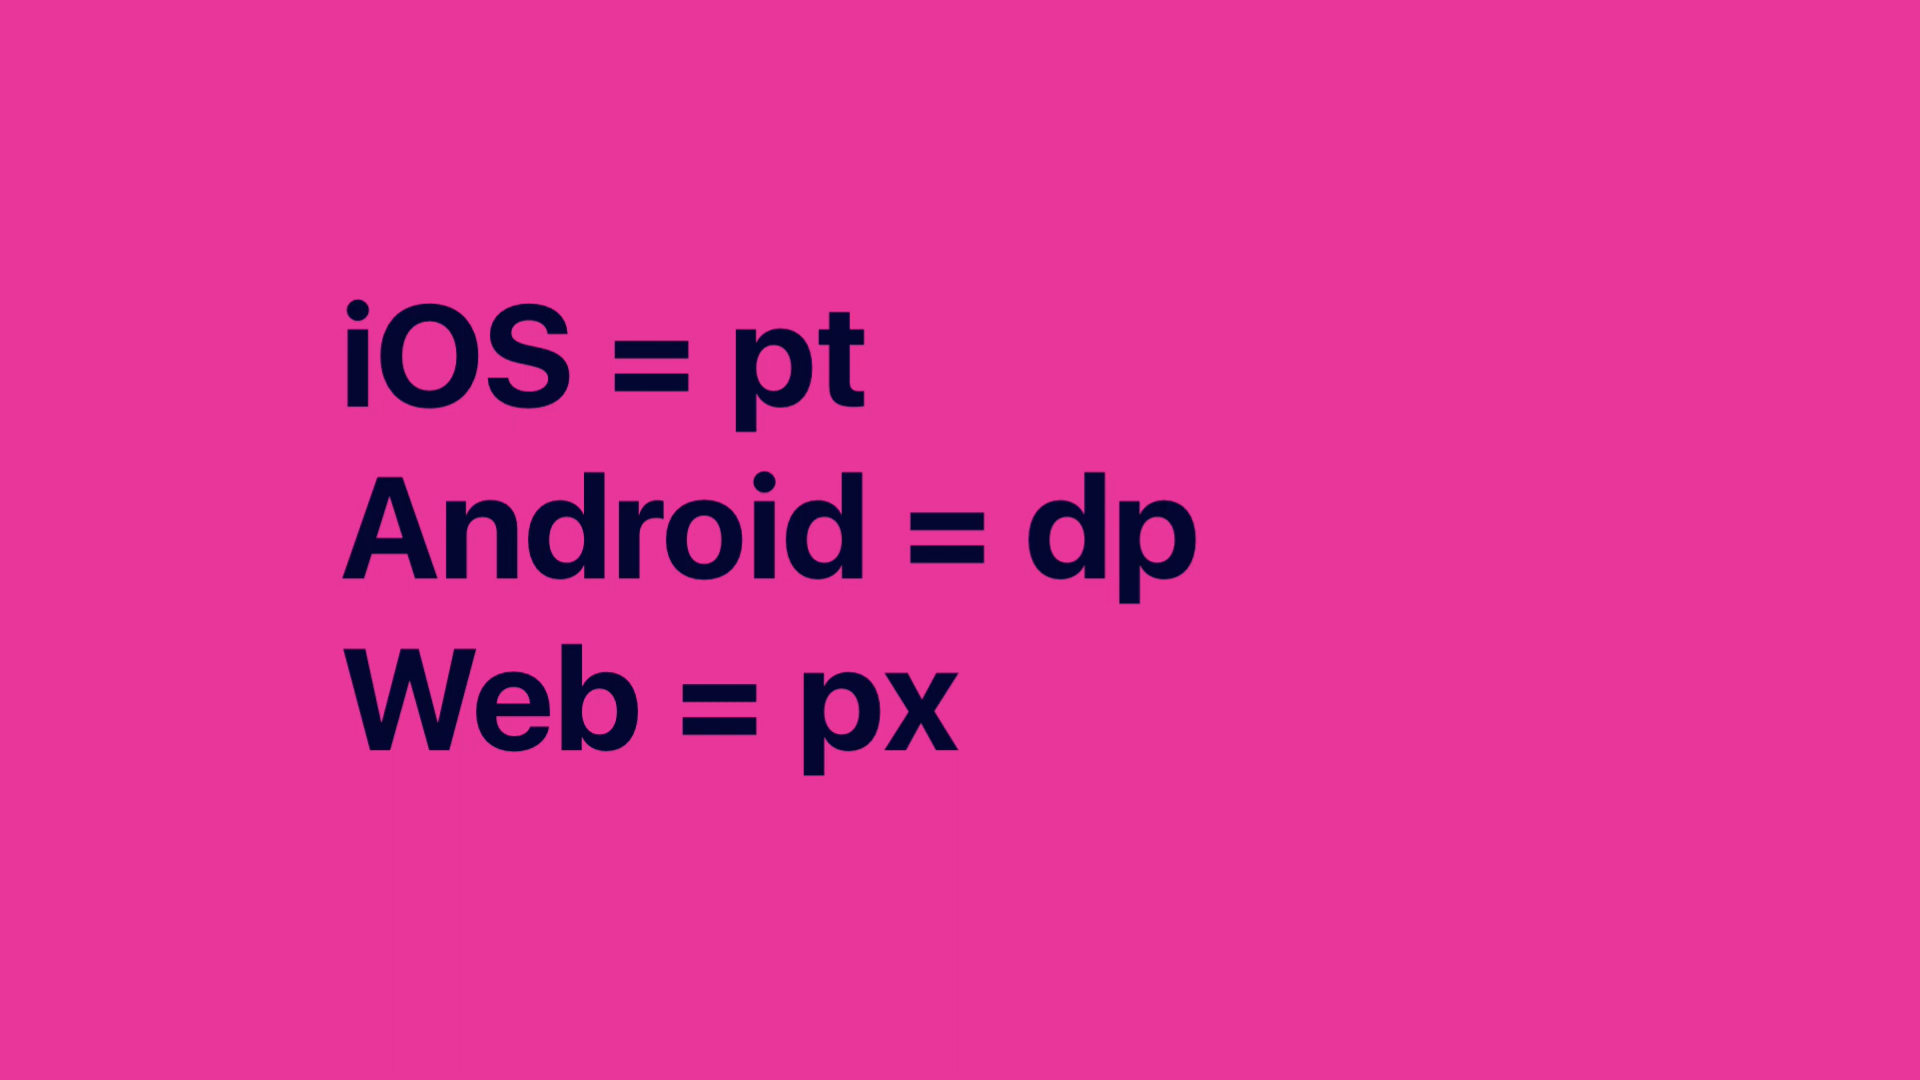 iOS = pt
Android = dp
Web = px